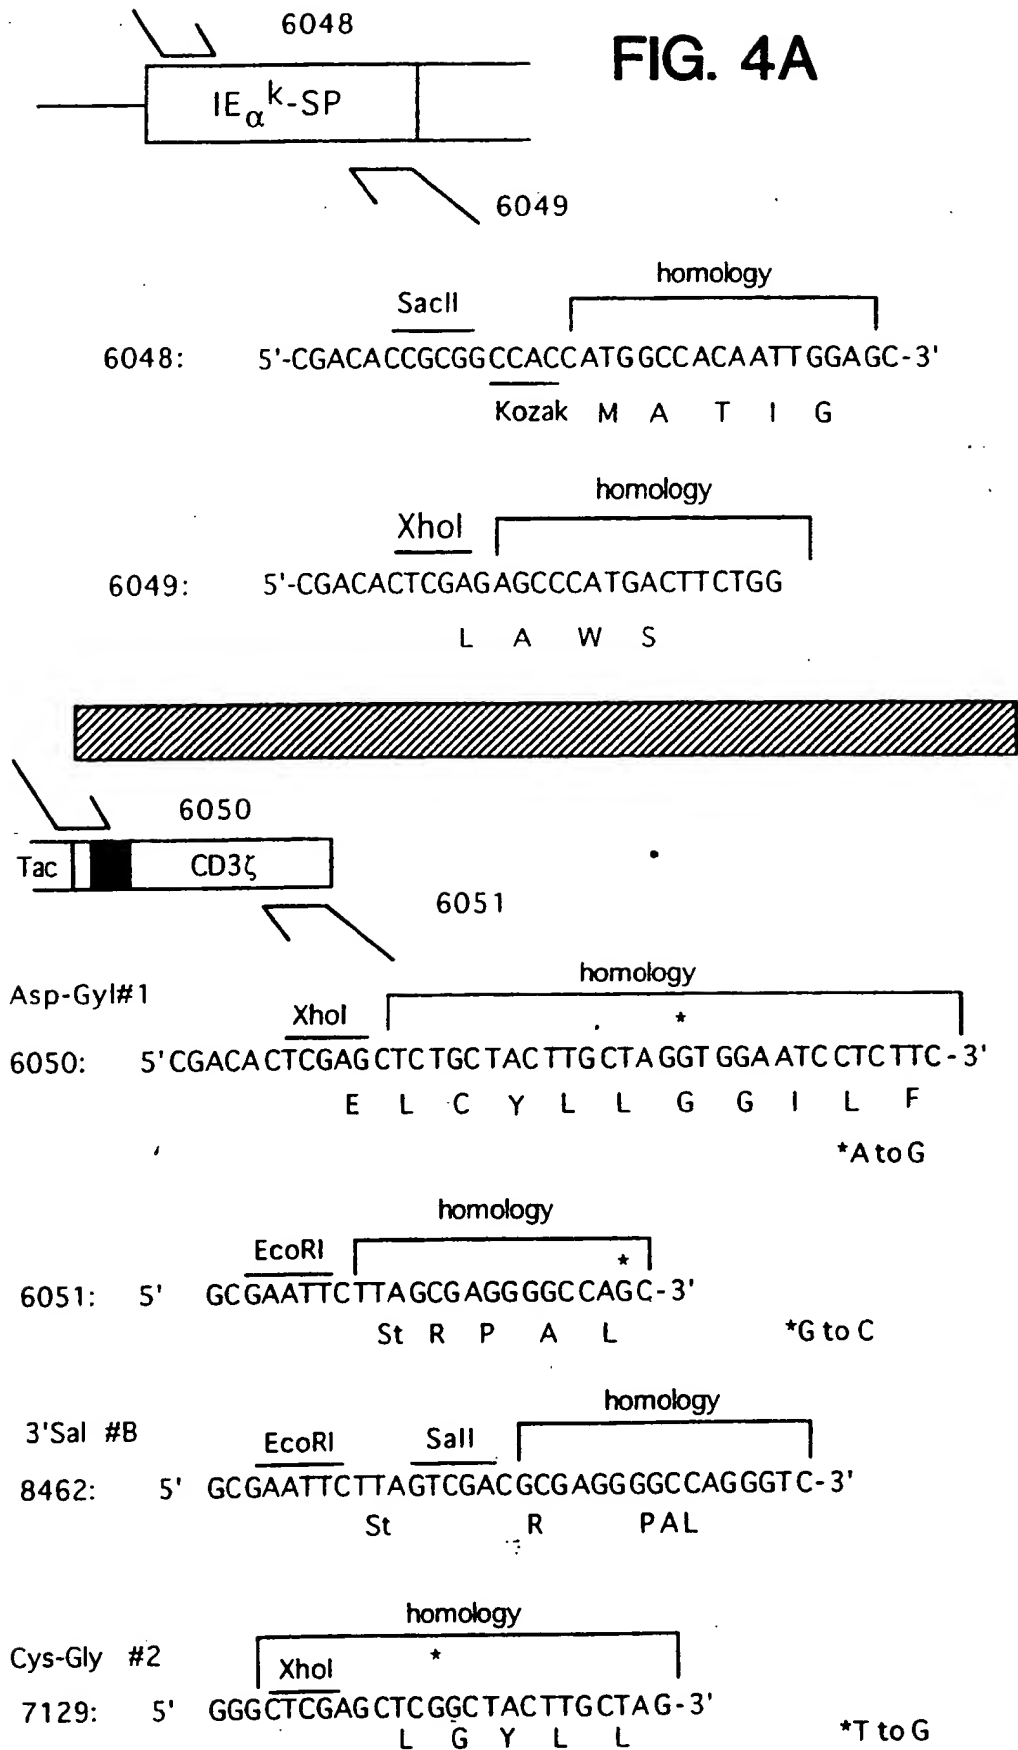 6048
FIG. 4A
IEαk-SP
6049
homology
SacII
6048: 5'-CGACACCGCGGCCACCATGGCCACAATTGGAGC-3'
Kozak M A T I G
homology
XhoI
6049: 5'-CGACACTCGAGAGCCCATGACTTCTGG
L A W S
6050
Tac CD3ζ
6051
homology
Asp-Gyl#1
XhoI *
6050: 5'CGACACTCGAGCTCTGCTACTTGCTAGGTGGAATCCTCTTC-3'
E L C Y L L G G I L F
*A to G
homology
EcoRI *
6051: 5' GCGAATTCTTAGCGAGGGGCCAGC-3'
St R P A L *G to C
homology
3'Sal #B
EcoRI SalI
8462: 5' GCGAATTCTTAGTCGACGCGAGGGGCCAGGGTC-3'
St R PAL
homology
Cys-Gly #2 *
XhoI
7129: 5' GGGCTCGAGCTCGGCTACTTGCTAG-3'
L G Y L L *T to G